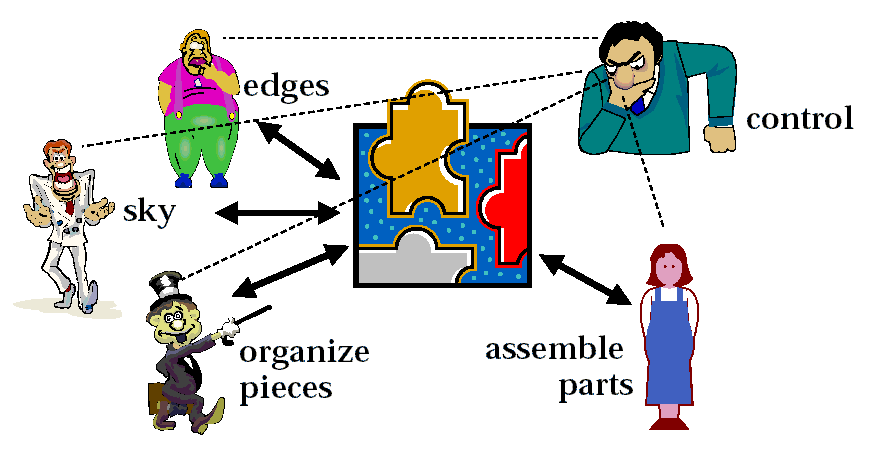 edges
control
sky
organize
pieces
assemble
parts